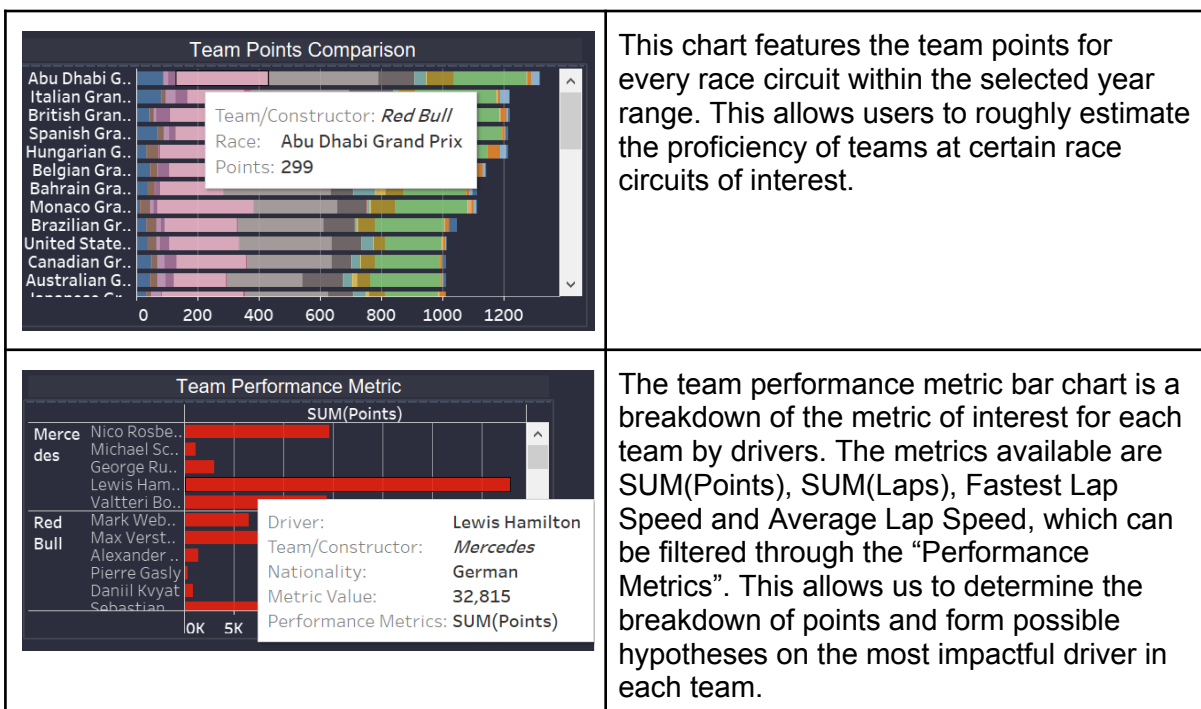 Team Points Comparison
Abu Dhabi G..
Italian Gran..
British Gran..
Spanish Gra..
Hungarian G..
Belgian Gra..
Bahrain Gra..
Monaco Gra..
Brazilian Gr..
United State..
Canadian Gr..
Australian G..
Japanese Gr..
0 200 400 600 800 1000 1200
Team/Constructor: Red Bull
Race: Abu Dhabi Grand Prix
Points: 299
This chart features the team points for
every race circuit within the selected year
range. This allows users to roughly estimate
the proficiency of teams at certain race
circuits of interest.
Team Performance Metric
SUM(Points)
Merce
des
Nico Rosbe..
Michael Sc..
George Ru..
Lewis Ham..
Valtteri Bo..
Red
Bull
Mark Web..
Max Verst..
Alexander ..
Pierre Gasly
Daniil Kvyat
Sebastian
0K 5K
Driver: Lewis Hamilton
Team/Constructor: Mercedes
Nationality: German
Metric Value: 32,815
Performance Metrics: SUM(Points)
The team performance metric bar chart is a
breakdown of the metric of interest for each
team by drivers. The metrics available are
SUM(Points), SUM(Laps), Fastest Lap
Speed and Average Lap Speed, which can
be filtered through the “Performance
Metrics”. This allows us to determine the
breakdown of points and form possible
hypotheses on the most impactful driver in
each team.